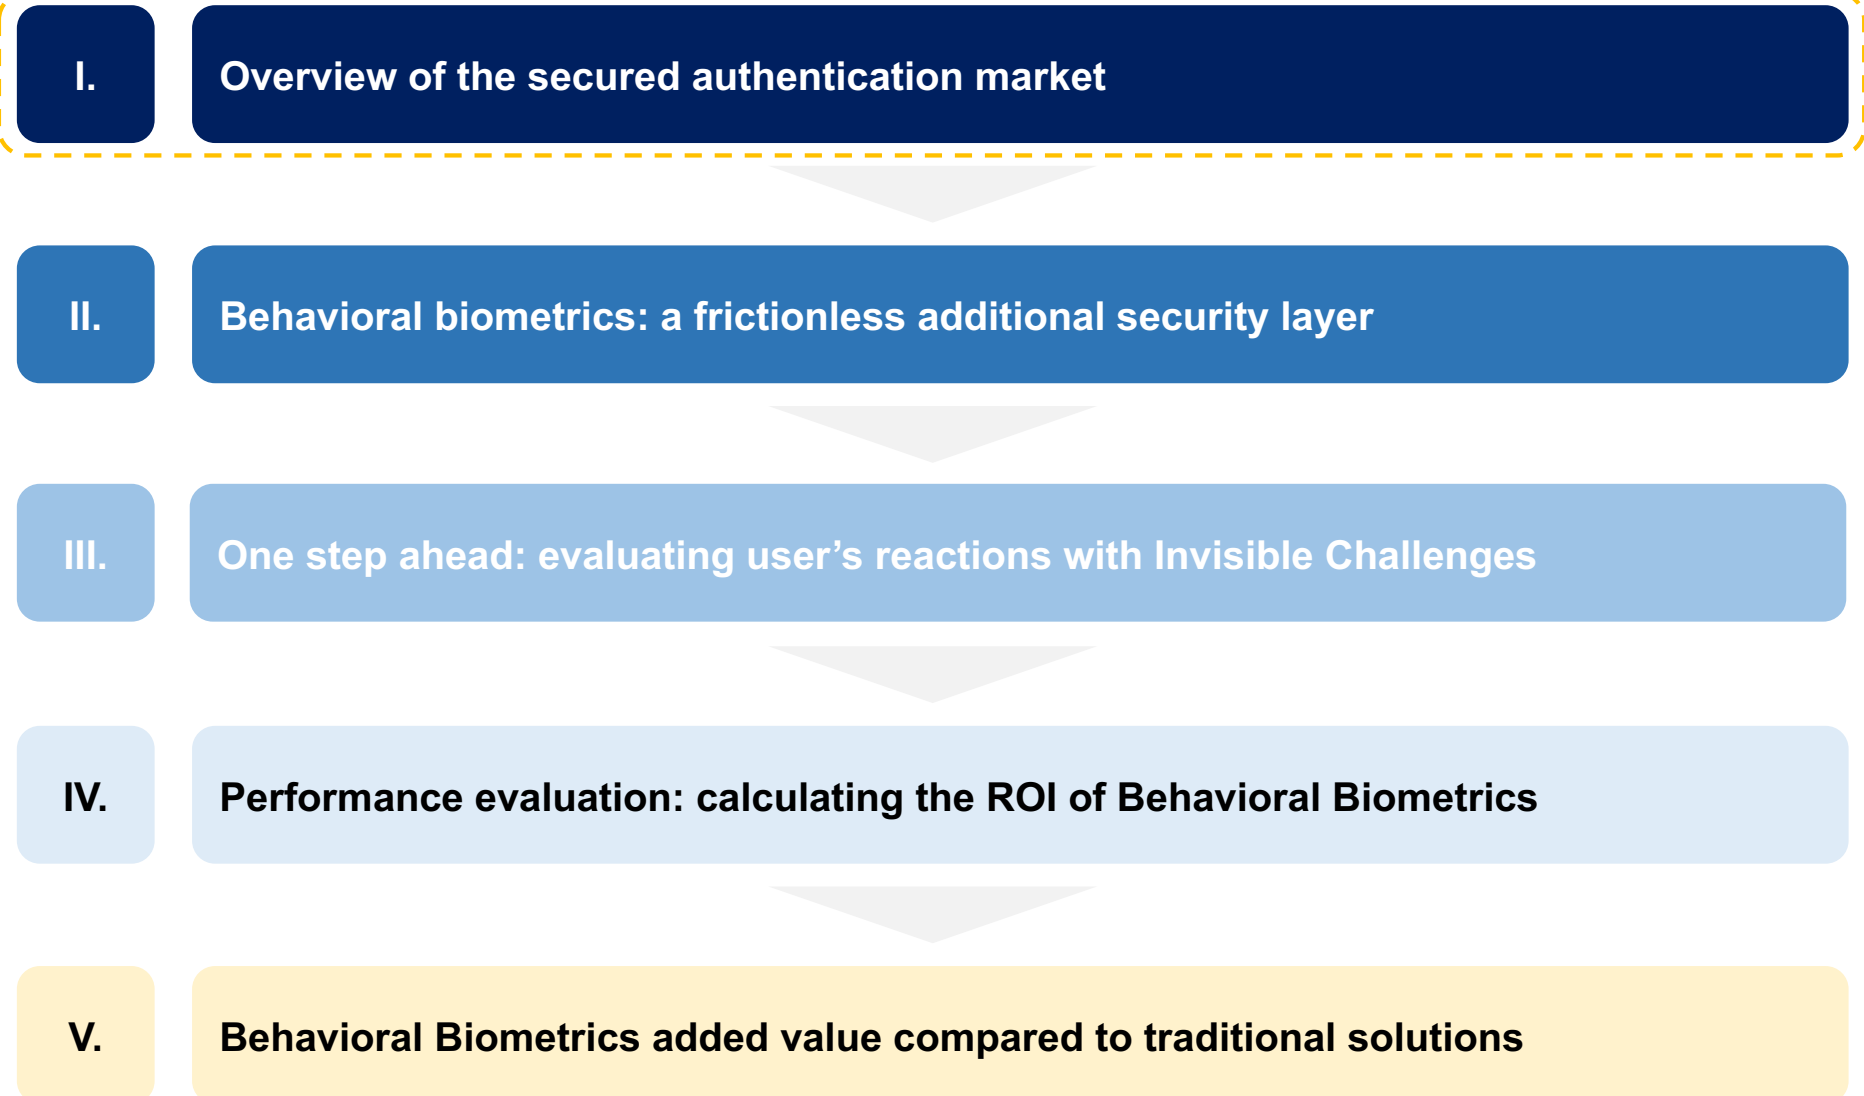 I.
Overview of the secured authentication market
II.
Behavioral biometrics: a frictionless additional security layer
III.
One step ahead: evaluating user’s reactions with Invisible Challenges
IV.
Performance evaluation: calculating the ROI of Behavioral Biometrics
V.
Behavioral Biometrics added value compared to traditional solutions